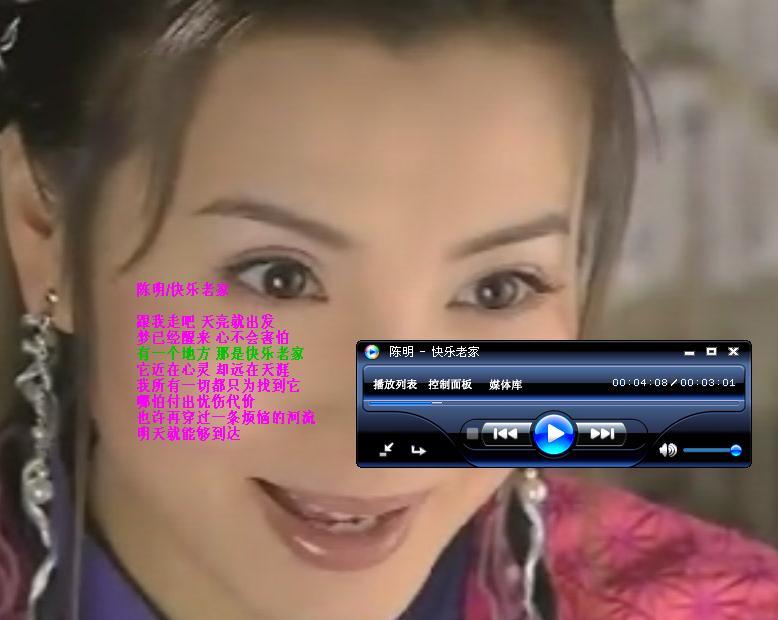 陈明/快乐老家
跟我走吧 天亮就出发
梦已经醒来 心不会害怕
有一个地方 那是快乐老家
它近在心灵 却远在天涯
我所有一切都只为找到它
哪怕付出忧伤代价
也许再穿过一条烦恼的河流
明天就能够到达
陈明 - 快乐老家
播放列表 控制面板 媒体库 00:04:08/00:03:01